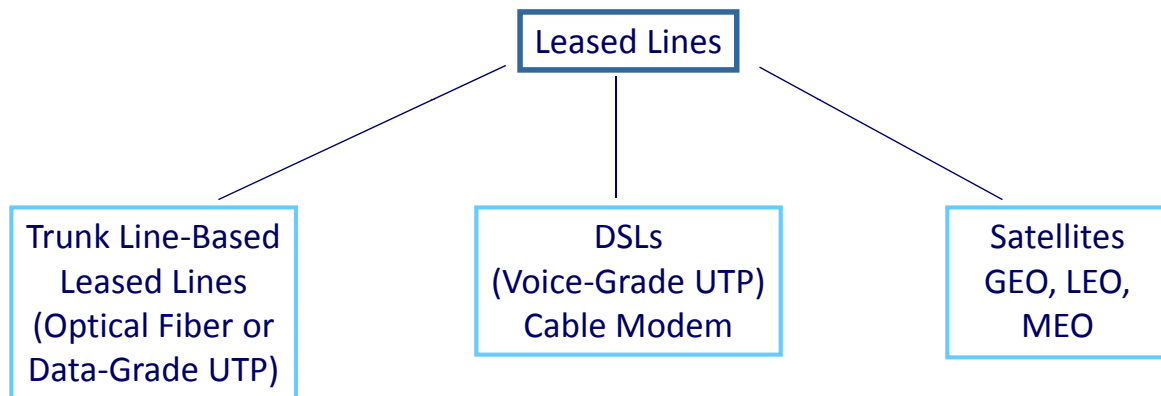 Leased Lines
Trunk Line-Based
Leased Lines
(Optical Fiber or
Data-Grade UTP)
DSLs
(Voice-Grade UTP)
Cable Modem
Satellites
GEO, LEO,
MEO